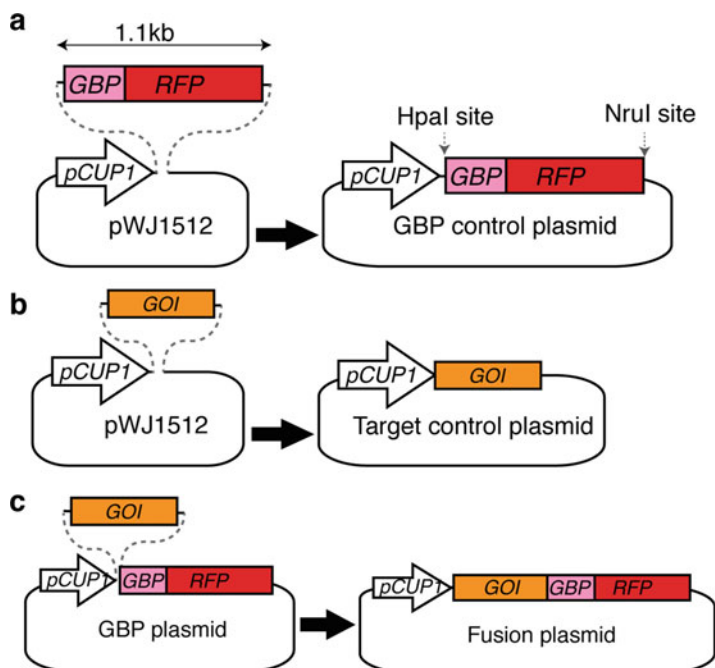 a
1.1kb
GBP RFP
HpaI site
NruI site
pCUP1
pWJ1512
pCUP1
GBP RFP
GBP control plasmid
b
GOI
pCUP1
pWJ1512
pCUP1
GOI
Target control plasmid
c
GOI
pCUP1
GBP RFP
GBP plasmid
pCUP1
GOI GBP RFP
Fusion plasmid